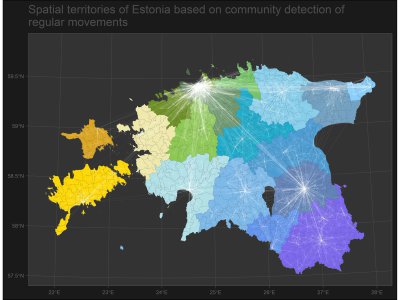 Spatial territories of Estonia based on community detection of
regular movements
59.5°N
59°N
58.5°N
58°N
57.5°N
22°E
23°E
24°E
25°E
26°E
27°E
28°E